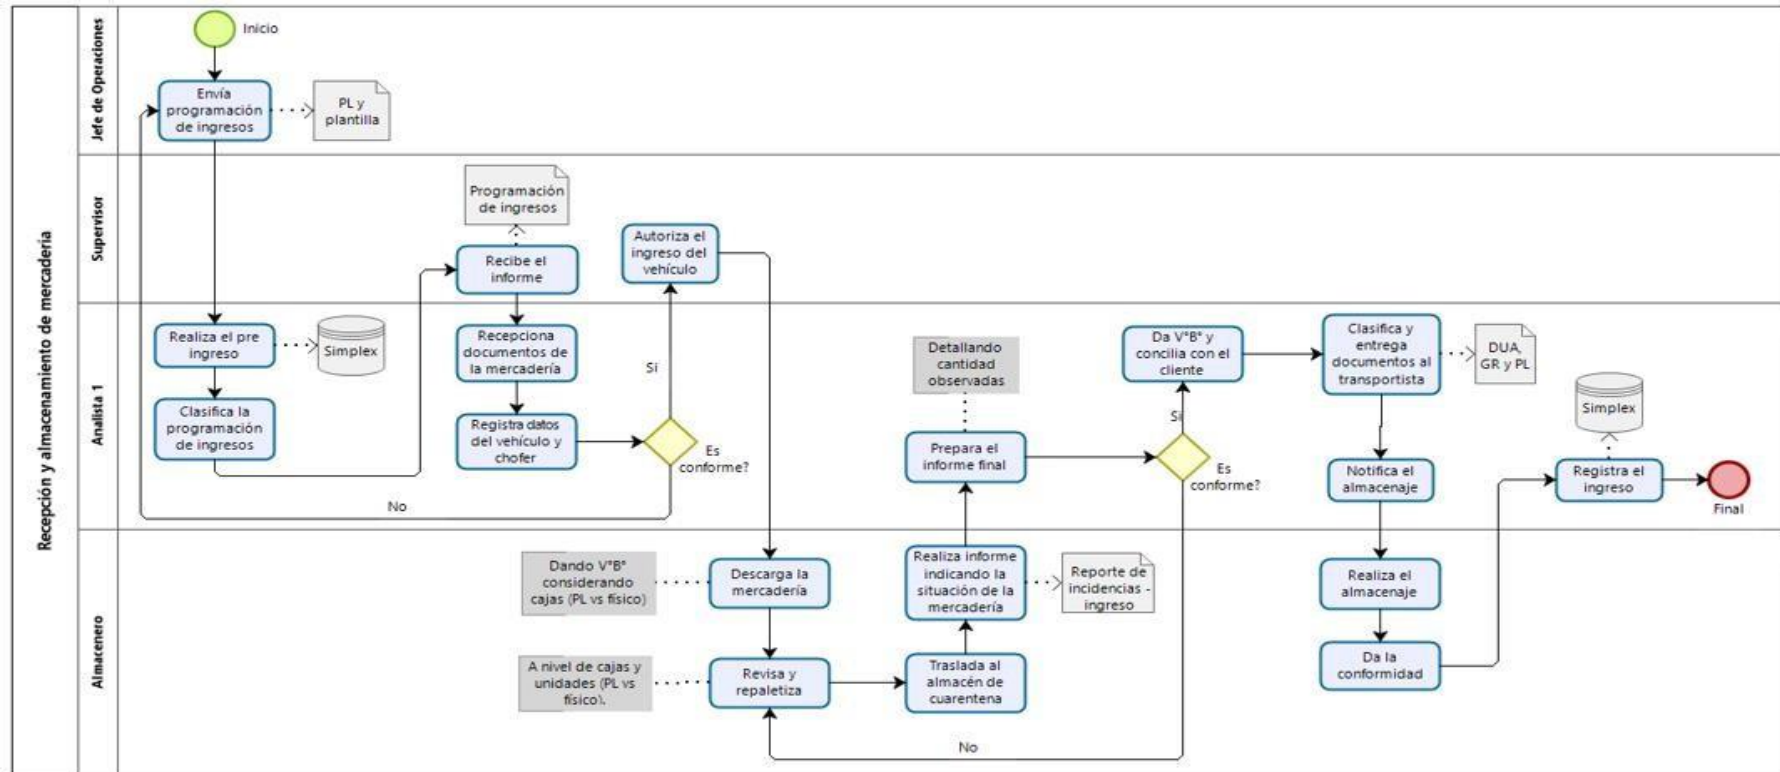 Recepción y almacenamiento de mercadería
Jefe de Operaciones
Inicio
Envía
programación
de ingresos
PL y
plantilla
Supervisor
Programación
de ingresos
Recibe el
informe
Autoriza el
ingreso del
vehículo
Analista 1
Realiza el pre
ingreso
Simplex
Clasifica la
programación
de ingresos
Recepciona
documentos de
la mercadería
Registra datos
del vehículo y
chofer
Si
Es
conforme?
No
Detallando
cantidad
observadas
Prepara el
informe final
Da V°B° y
concilia con el
cliente
Si
Es
conforme?
Clasifica y
entrega
documentos al
transportista
DUA,
GR y PL
Notifica el
almacenaje
Simplex
Registra el
ingreso
Final
Almacenero
Dando V°B°
considerando
cajas (PL vs físico)
Descarga la
mercadería
A nivel de cajas y
unidades (PL vs
físico).
Revisa y
repaletiza
Realiza informe
indicando la
situación de la
mercadería
Reporte de
incidencias -
ingreso
Traslada al
almacén de
cuarentena
No
Realiza el
almacenaje
Da la
conformidad